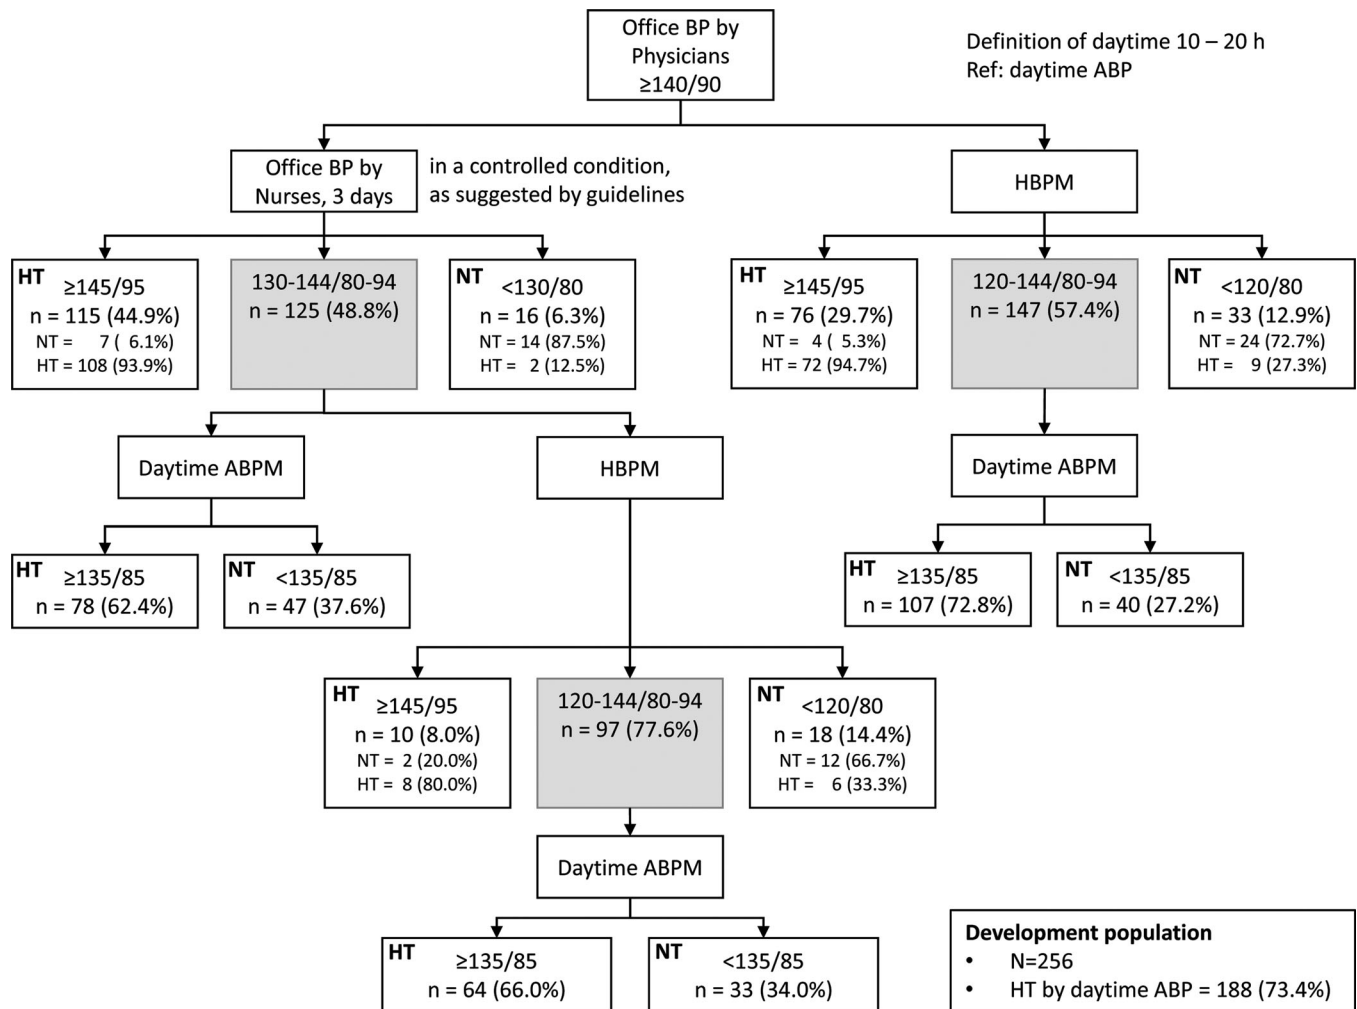 Office BP by
Physicians
≥140/90
Definition of daytime 10 – 20 h
Ref: daytime ABP
Office BP by
Nurses, 3 days
in a controlled condition,
as suggested by guidelines
HBPM
HT
≥145/95
n = 115 (44.9%)
NT = 7 ( 6.1%)
HT = 108 (93.9%)
130-144/80-94
n = 125 (48.8%)
NT
<130/80
n = 16 (6.3%)
NT = 14 (87.5%)
HT = 2 (12.5%)
HT
≥145/95
n = 76 (29.7%)
NT = 4 ( 5.3%)
HT = 72 (94.7%)
120-144/80-94
n = 147 (57.4%)
NT
<120/80
n = 33 (12.9%)
NT = 24 (72.7%)
HT = 9 (27.3%)
Daytime ABPM
HBPM
Daytime ABPM
HT
≥135/85
n = 78 (62.4%)
NT
<135/85
n = 47 (37.6%)
HT
≥135/85
n = 107 (72.8%)
NT
<135/85
n = 40 (27.2%)
HT
≥145/95
n = 10 (8.0%)
NT = 2 (20.0%)
HT = 8 (80.0%)
120-144/80-94
n = 97 (77.6%)
NT
<120/80
n = 18 (14.4%)
NT = 12 (66.7%)
HT = 6 (33.3%)
Daytime ABPM
HT
≥135/85
n = 64 (66.0%)
NT
<135/85
n = 33 (34.0%)
Development population
• N=256
• HT by daytime ABP = 188 (73.4%)